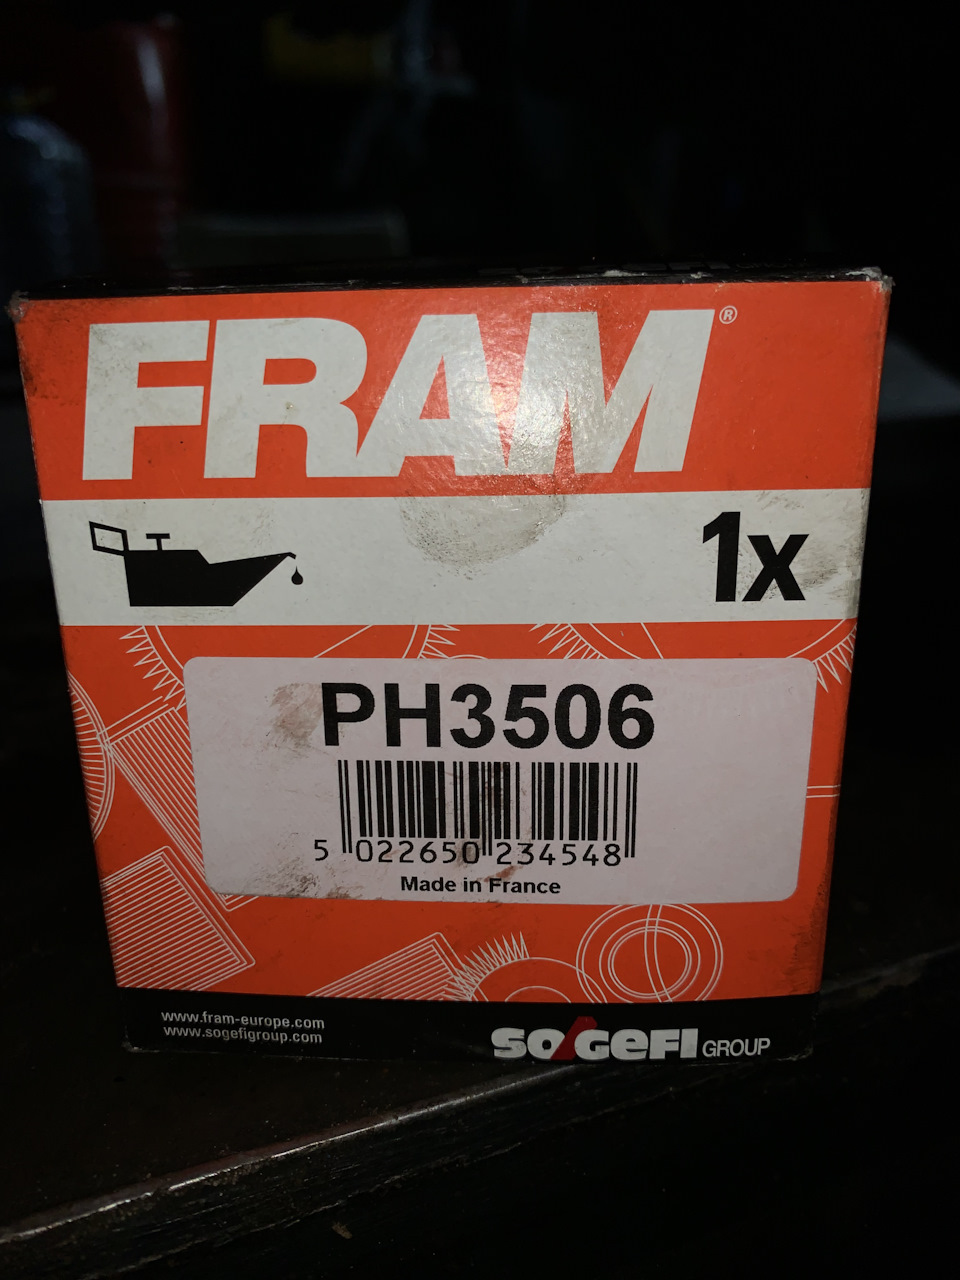 FRAM®
1x
PH3506
5 022650 234548
Made in France
www.fram-europe.com
www.sogefigroup.com
SOGEFI GROUP